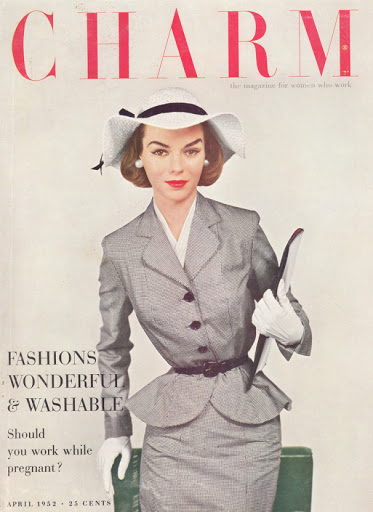 CHARM
the magazine for women who work
FASHIONS
WONDERFUL
& WASHABLE
Should
you work while
pregnant?
APRIL 1952 · 25 CENTS